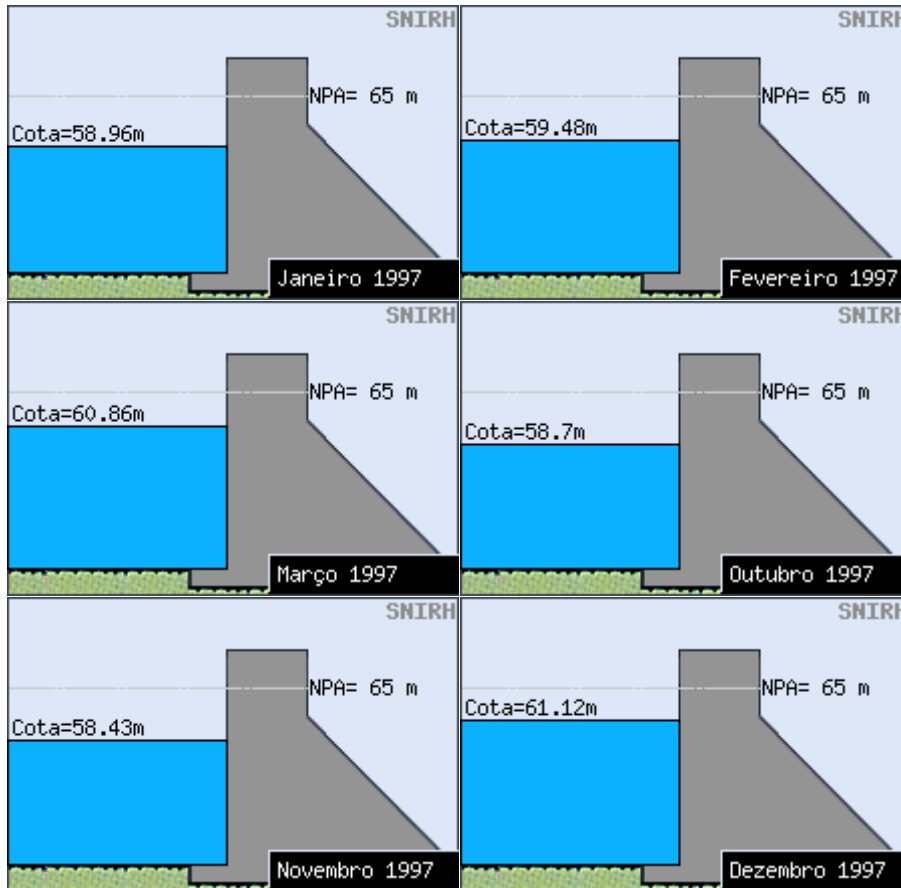 SNIRH
NPA= 65 m
Cota=58.96m
Janeiro 1997
SNIRH
NPA= 65 m
Cota=59.48m
Fevereiro 1997
SNIRH
NPA= 65 m
Cota=60.86m
Março 1997
SNIRH
NPA= 65 m
Cota=58.7m
Outubro 1997
SNIRH
NPA= 65 m
Cota=58.43m
Novembro 1997
SNIRH
NPA= 65 m
Cota=61.12m
Dezembro 1997